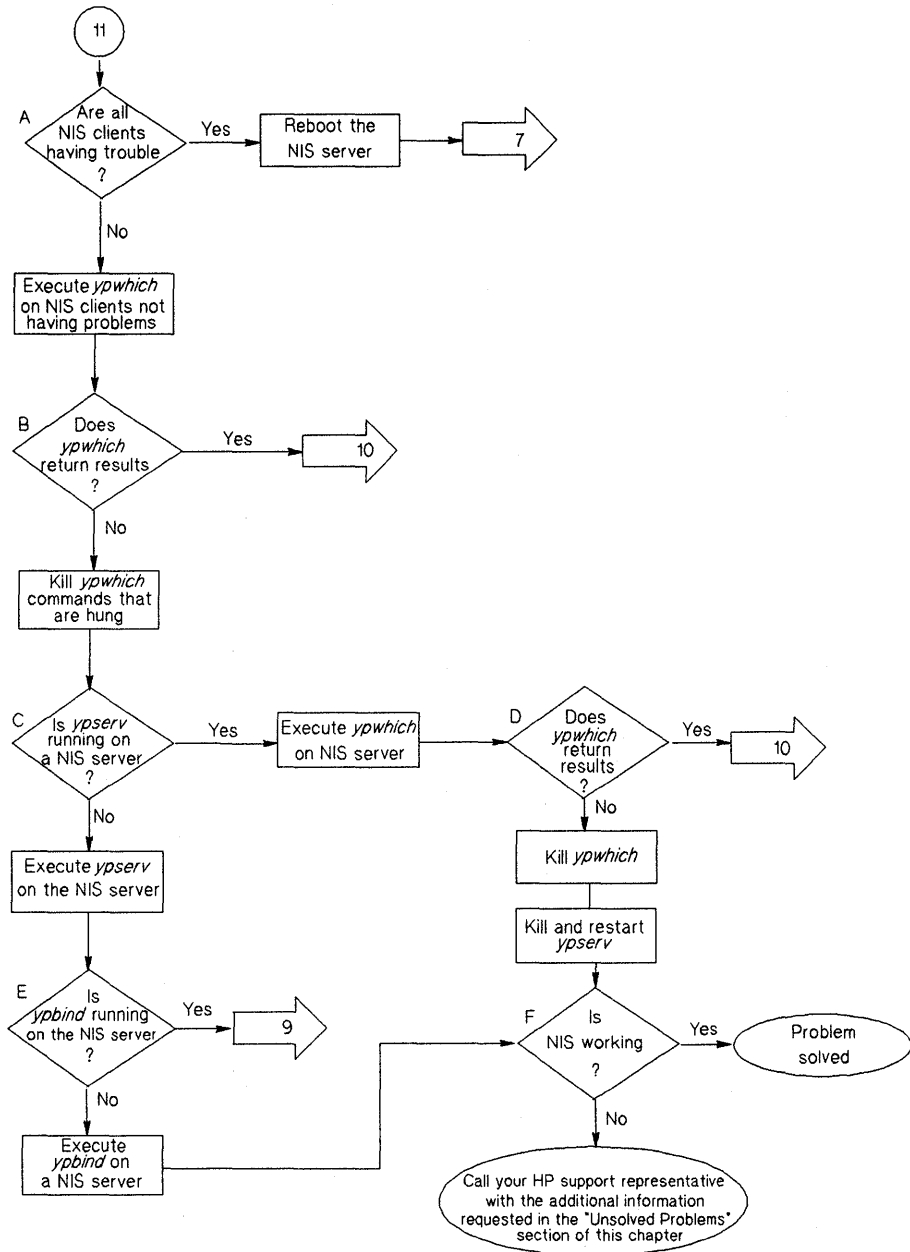 11
A
Are all
NIS clients
having trouble
?
Yes
Reboot the
NIS server
7
No
Execute ypwhich
on NIS clients not
having problems
B
Does
ypwhich
return results
?
Yes
10
No
Kill ypwhich
commands that
are hung
C
Is ypserv
running on
a NIS server
?
Yes
Execute ypwhich
on NIS server
D
Does
ypwhich
return
results
?
Yes
10
No
Kill ypwhich
Kill and restart
ypserv
No
Execute ypserv
on the NIS server
E
Is
ypbind running
on the NIS server
?
Yes
9
No
Execute
ypbind on
a NIS server
F
Is
NIS working
?
Yes
Problem
solved
No
Call your HP support representative
with the additional information
requested in the "Unsolved Problems"
section of this chapter